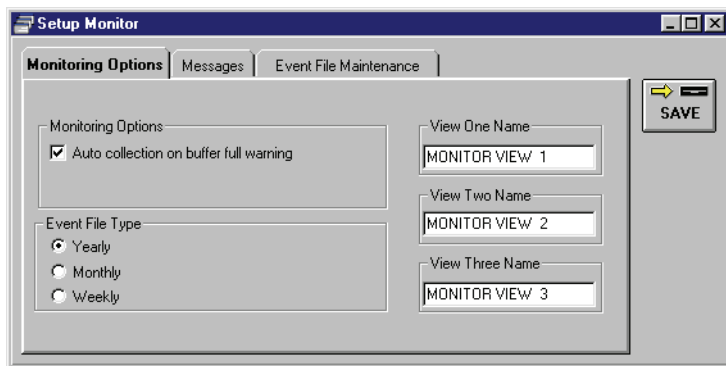 Setup Monitor
Monitoring Options
Messages
Event File Maintenance
SAVE
Monitoring Options
Auto collection on buffer full warning
Event File Type
Yearly
Monthly
Weekly
View One Name
MONITOR VIEW 1
View Two Name
MONITOR VIEW 2
View Three Name
MONITOR VIEW 3